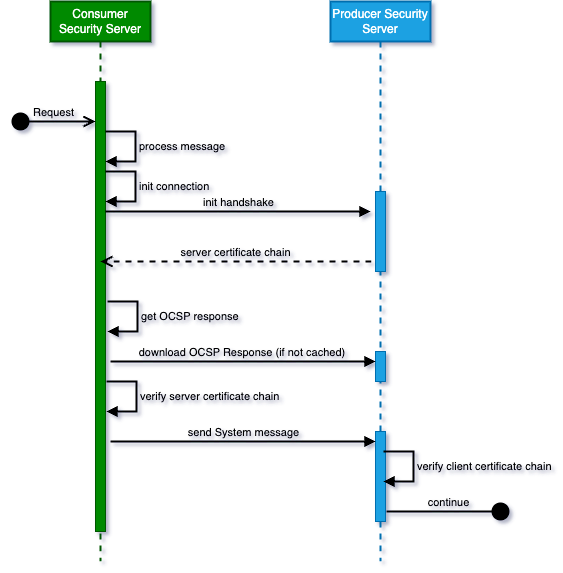 Consumer
Security Server
Producer Security
Server
Request
process message
init connection
init handshake
server certificate chain
get OCSP response
download OCSP Response (if not cached)
verify server certificate chain
send System message
verify client certificate chain
continue